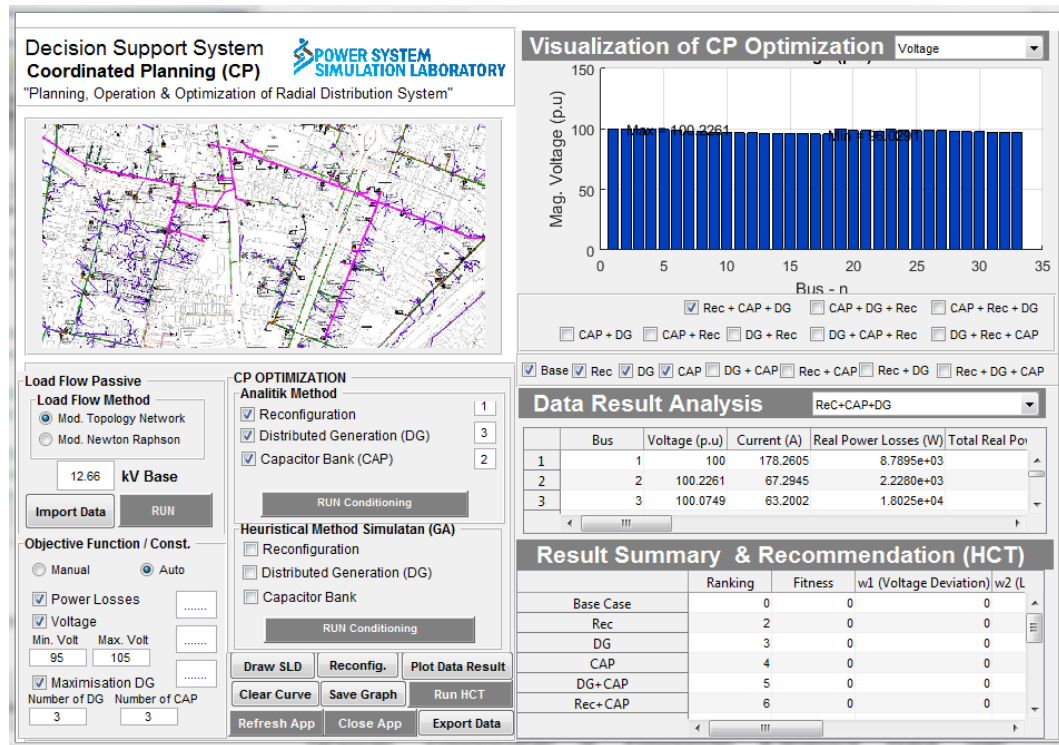 Decision Support System
Coordinated Planning (CP)
"Planning, Operation & Optimization of Radial Distribution System"
POWER SYSTEM
SIMULATION LABORATORY
Load Flow Passive
Load Flow Method
Mod. Topology Network
Mod. Newton Raphson
12.66 kV Base
Import Data RUN
Objective Function / Const.
Manual Auto
Power Losses .......
Voltage
Min. Volt Max. Volt .......
95 105
Maximisation DG .......
Number of DG Number of CAP
3 3
CP OPTIMIZATION
Analitik Method
Reconfiguration 1
Distributed Generation (DG) 3
Capacitor Bank (CAP) 2
RUN Conditioning
Heuristical Method Simulatan (GA)
Reconfiguration
Distributed Generation (DG)
Capacitor Bank
RUN Conditioning
Draw SLD Reconfig. Plot Data Result
Clear Curve Save Graph Run HCT
Refresh App Close App Export Data
Visualization of CP Optimization Voltage
Mag. Voltage (p.u)
150
100
50
0
Max = 100.2261
Min = 96.0291
0 5 10 15 20 25 30 35
Bus - n
Rec + CAP + DG CAP + DG + Rec CAP + Rec + DG
CAP + DG CAP + Rec DG + Rec DG + CAP + Rec DG + Rec + CAP
Base Rec DG CAP DG + CAP Rec + CAP Rec + DG Rec + DG + CAP
Data Result Analysis ReC+CAP+DG
Bus Voltage (p.u) Current (A) Real Power Losses (W) Total Real Pov
1 1 100 178.2605 8.7895e+03
2 2 100.2261 67.2945 2.2280e+03
3 3 100.0749 63.2002 1.8025e+04
Result Summary & Recommendation (HCT)
Ranking Fitness w1 (Voltage Deviation) w2 (L
Base Case 0 0 0
Rec 2 0 0
DG 3 0 0
CAP 4 0 0
DG+CAP 5 0 0
Rec+CAP 6 0 0